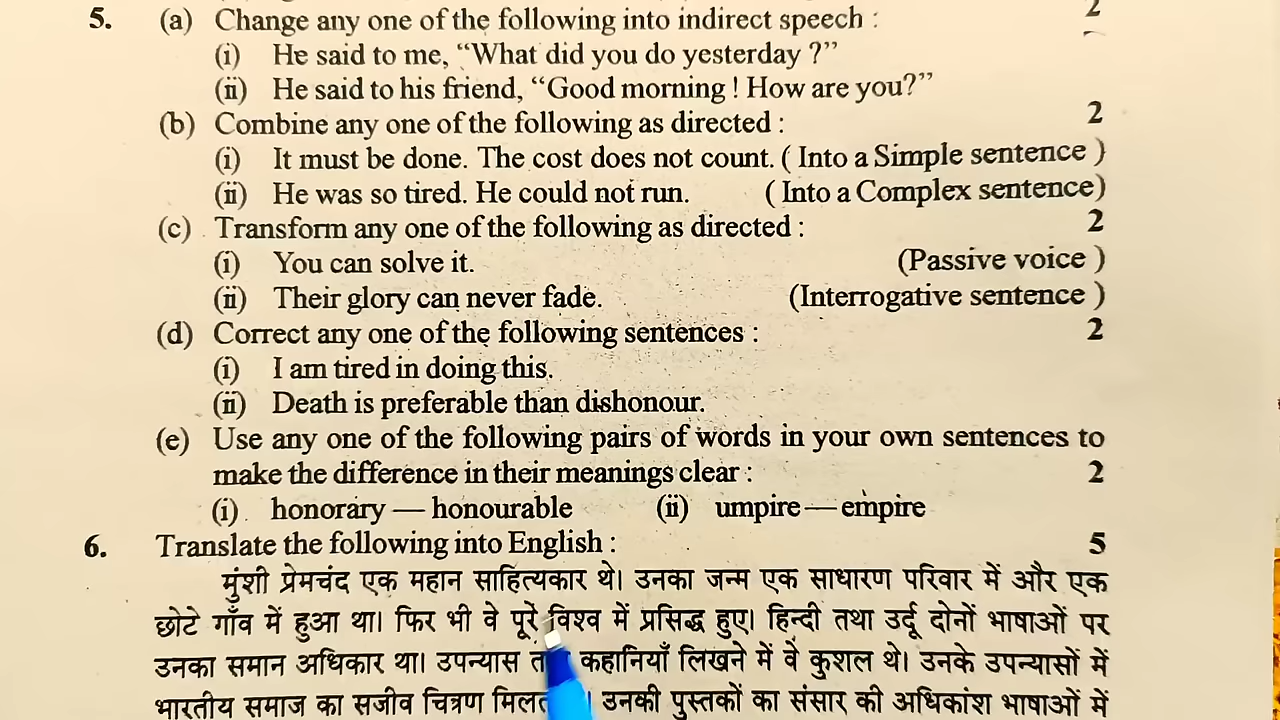 5. (a) Change any one of the following into indirect speech : 2
(i) He said to me, “What did you do yesterday ?”
(ii) He said to his friend, “Good morning ! How are you?”
(b) Combine any one of the following as directed : 2
(i) It must be done. The cost does not count. ( Into a Simple sentence )
(ii) He was so tired. He could not run. ( Into a Complex sentence)
(c) Transform any one of the following as directed : 2
(i) You can solve it. (Passive voice )
(ii) Their glory can never fade. (Interrogative sentence )
(d) Correct any one of the following sentences : 2
(i) I am tired in doing this.
(ii) Death is preferable than dishonour.
(e) Use any one of the following pairs of words in your own sentences to
make the difference in their meanings clear : 2
(i) honorary — honourable (ii) umpire — empire
6. Translate the following into English : 5
मुंशी प्रेमचंद एक महान साहित्यकार थे। उनका जन्म एक साधारण परिवार में और एक
छोटे गाँव में हुआ था। फिर भी वे पूरे विश्व में प्रसिद्ध हुए। हिन्दी तथा उर्दू दोनों भाषाओं पर
उनका समान अधिकार था। उपन्यास कहानियाँ लिखने में वे कुशल थे। उनके उपन्यासों में
भारतीय समाज का सजीव चित्रण उनकी पुस्तकों का संसार की अधिकांश भाषाओं में